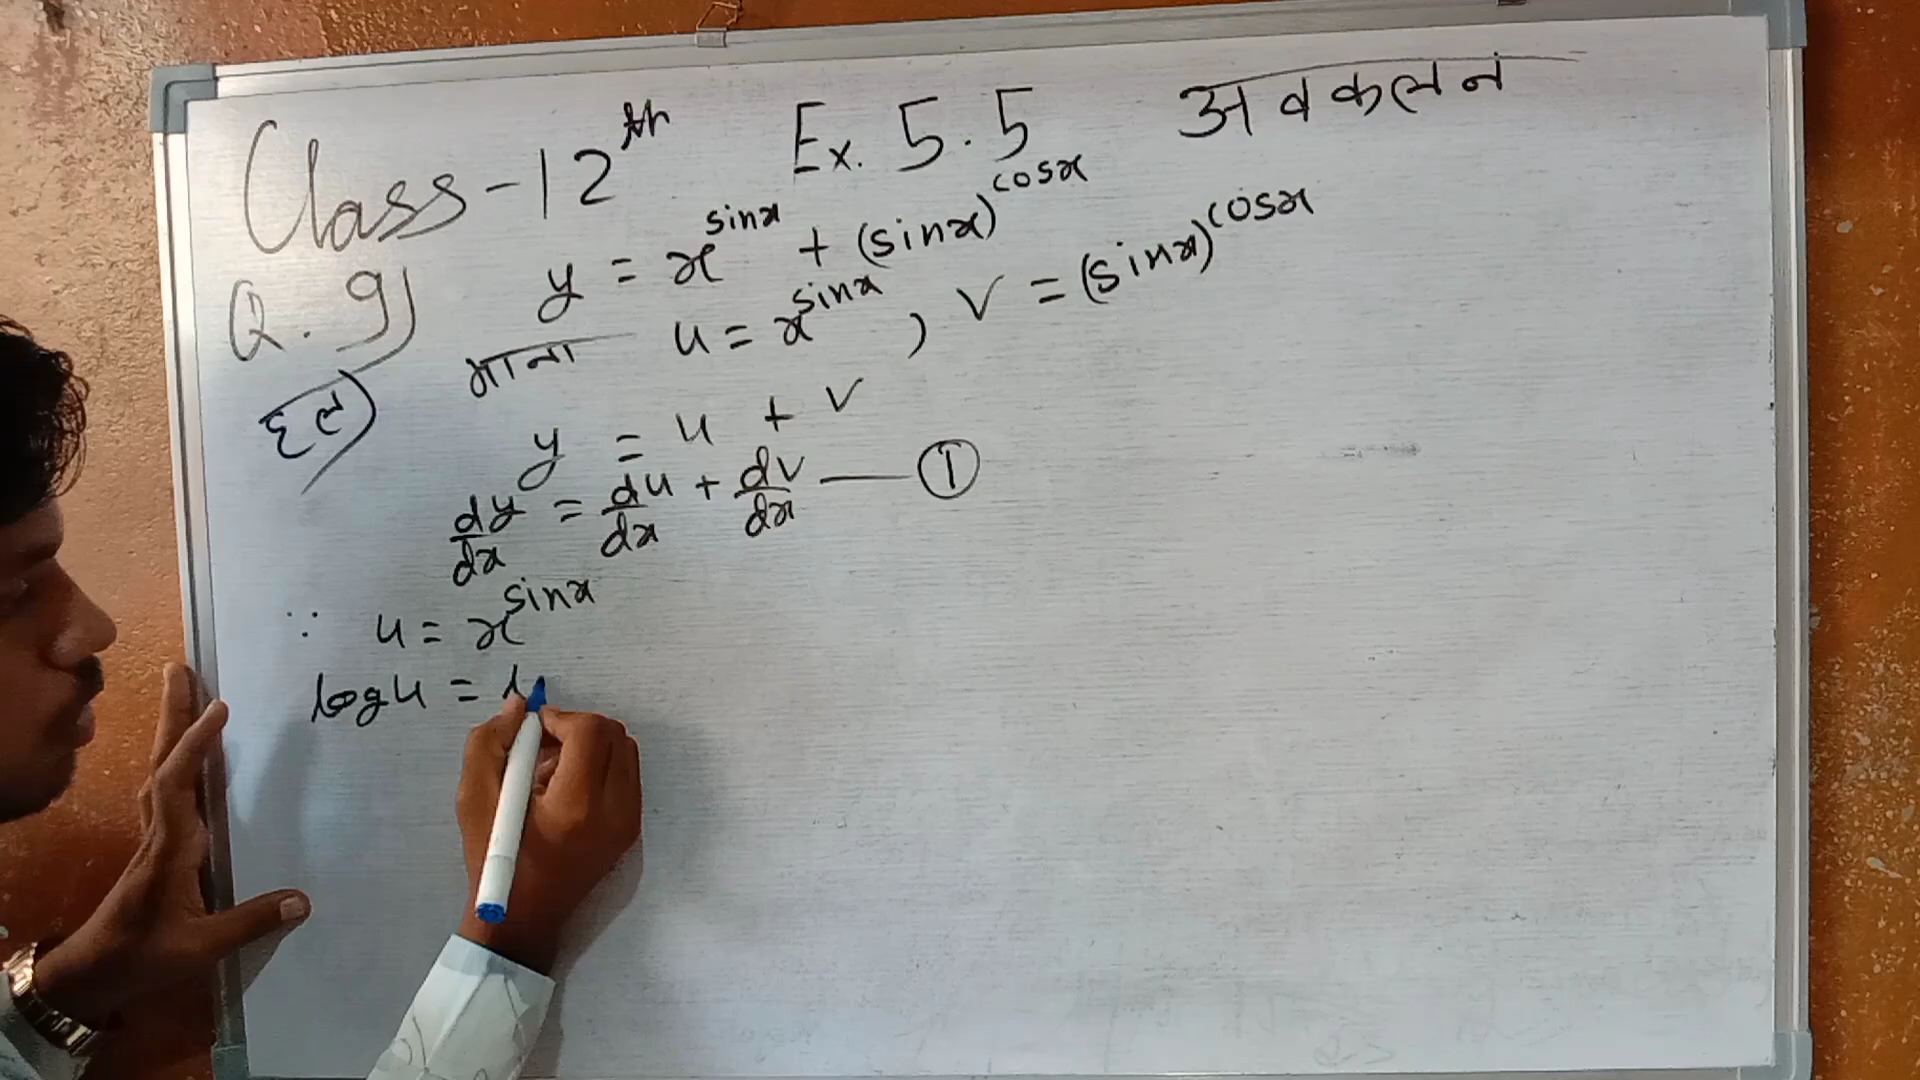 Class-12th Ex. 5.5 अवकलन
Q. 9) y = x^sinx + (sinx)^cosx
हल) माना u = x^sinx , v = (sinx)^cosx
y = u + v
dy/dx = du/dx + dv/dx — ①
∵ u = x^sinx
log u =